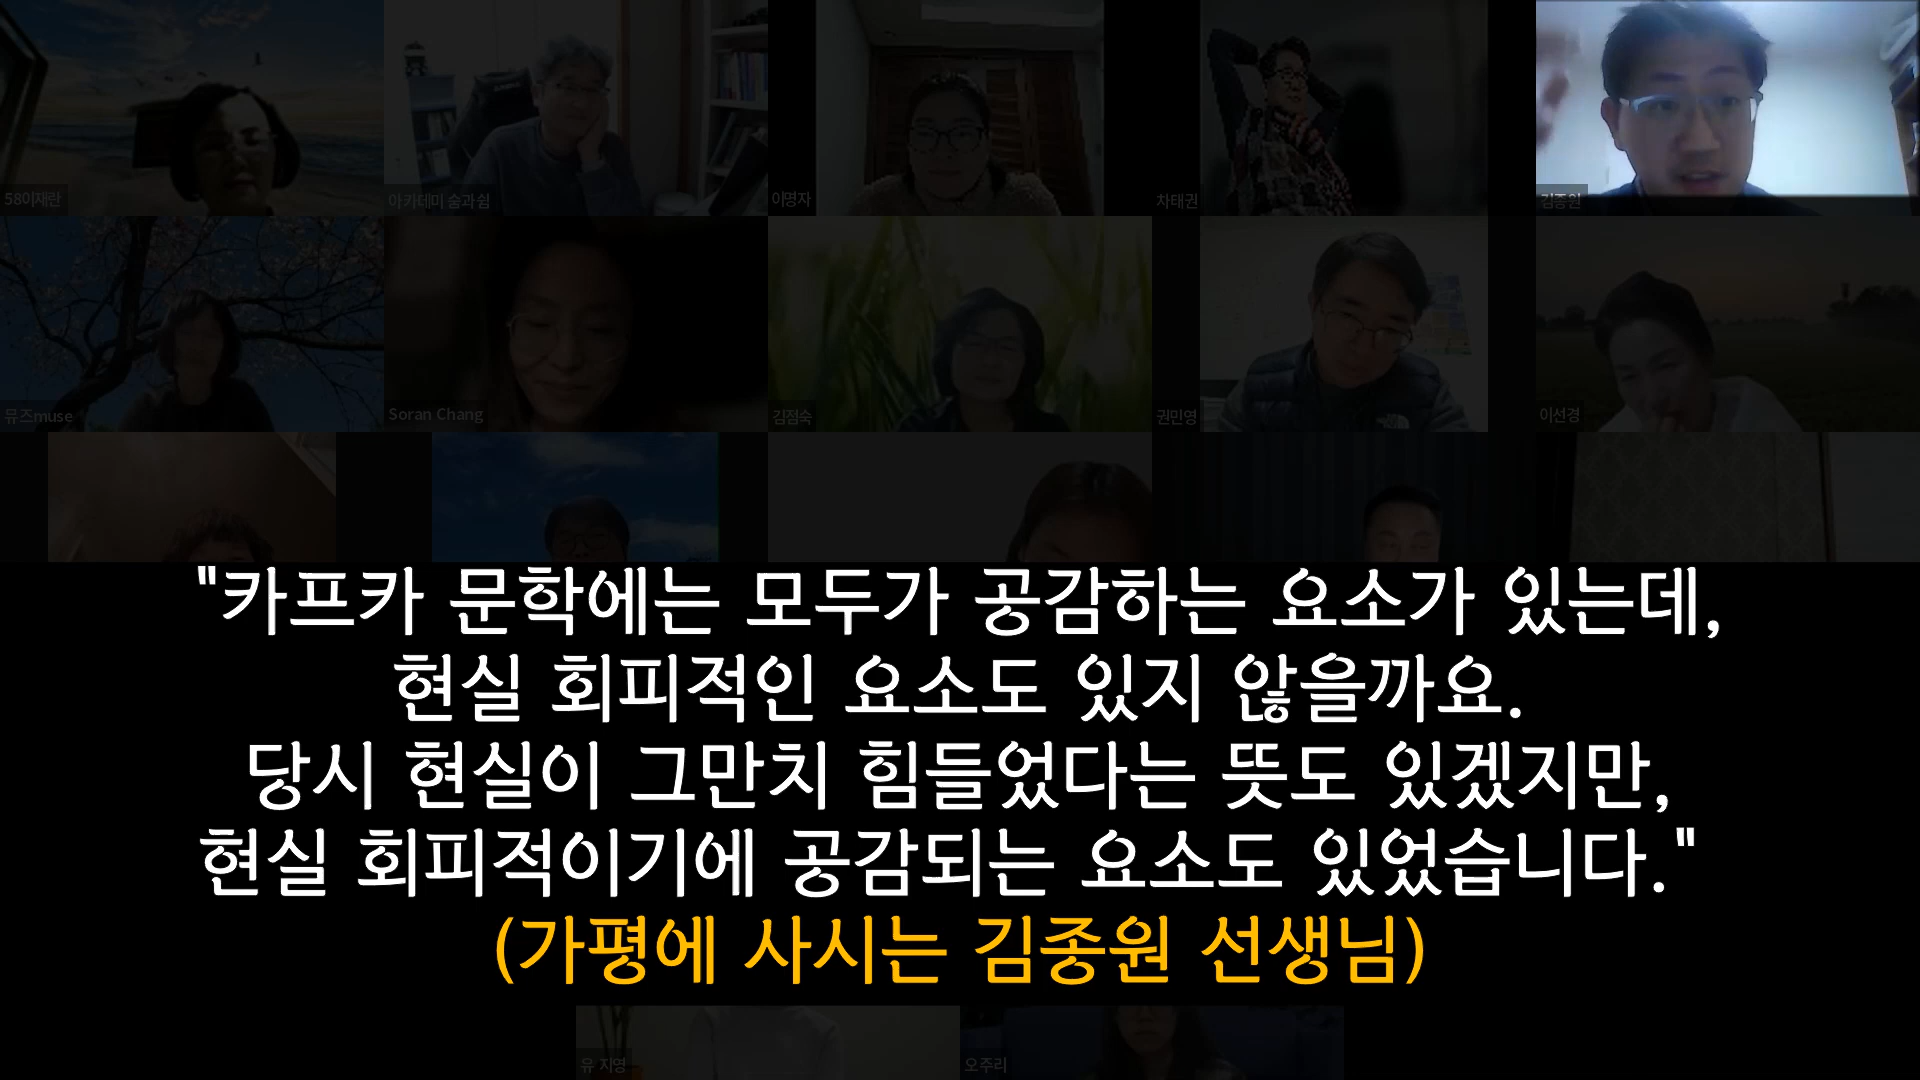 58이재란
아카데미 숨과쉼
이명자
차태권
김종원
뮤즈muse
Soran Chang
김점숙
권민영
이선경
"카프카 문학에는 모두가 공감하는 요소가 있는데,
현실 회피적인 요소도 있지 않을까요.
당시 현실이 그만치 힘들었다는 뜻도 있겠지만,
현실 회피적이기에 공감되는 요소도 있었습니다."
(가평에 사시는 김종원 선생님)
유 지영
오주리